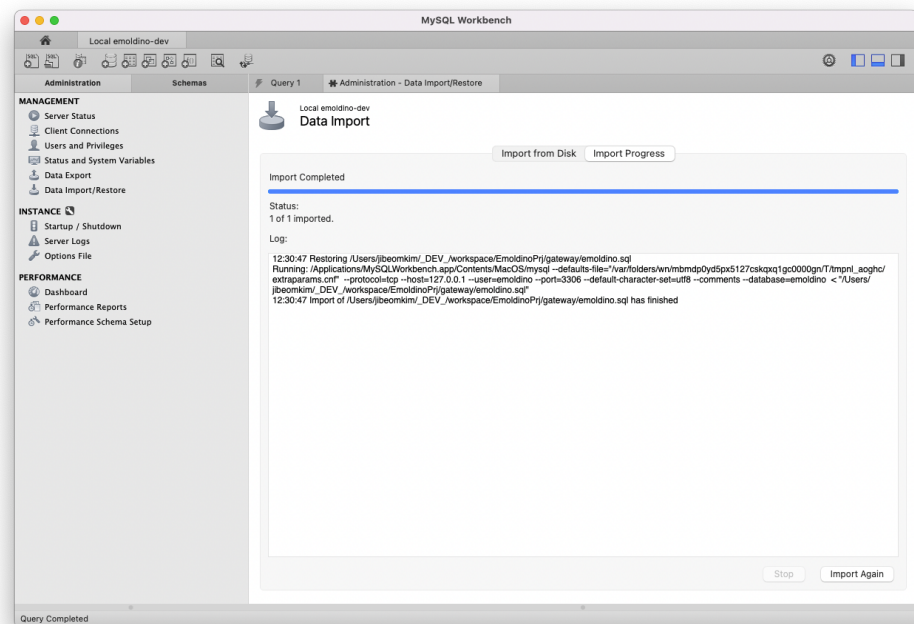 MySQL Workbench
Local emoldino-dev
Administration
Schemas
Query 1
Administration - Data Import/Restore
MANAGEMENT
Server Status
Client Connections
Users and Privileges
Status and System Variables
Data Export
Data Import/Restore
INSTANCE
Startup / Shutdown
Server Logs
Options File
PERFORMANCE
Dashboard
Performance Reports
Performance Schema Setup
Local emoldino-dev
Data Import
Import from Disk
Import Progress
Import Completed
Status:
1 of 1 imported.
Log:
12:30:47 Restoring /Users/jibeomkim/_DEV_/workspace/EmoldinoPrj/gateway/emoldino.sql
Running: /Applications/MySQLWorkbench.app/Contents/MacOS/mysql --defaults-file="/var/folders/wn/mbmdp0yd5px5127cskqxq1gc0000gn/T/tmpnl_aoghc/
extraparams.cnf"  --protocol=tcp --host=127.0.0.1 --user=emoldino --port=3306 --default-character-set=utf8 --comments --database=emoldino  < "/Users/
jibeomkim/_DEV_/workspace/EmoldinoPrj/gateway/emoldino.sql"
12:30:47 Import of /Users/jibeomkim/_DEV_/workspace/EmoldinoPrj/gateway/emoldino.sql has finished
Stop
Import Again
Query Completed